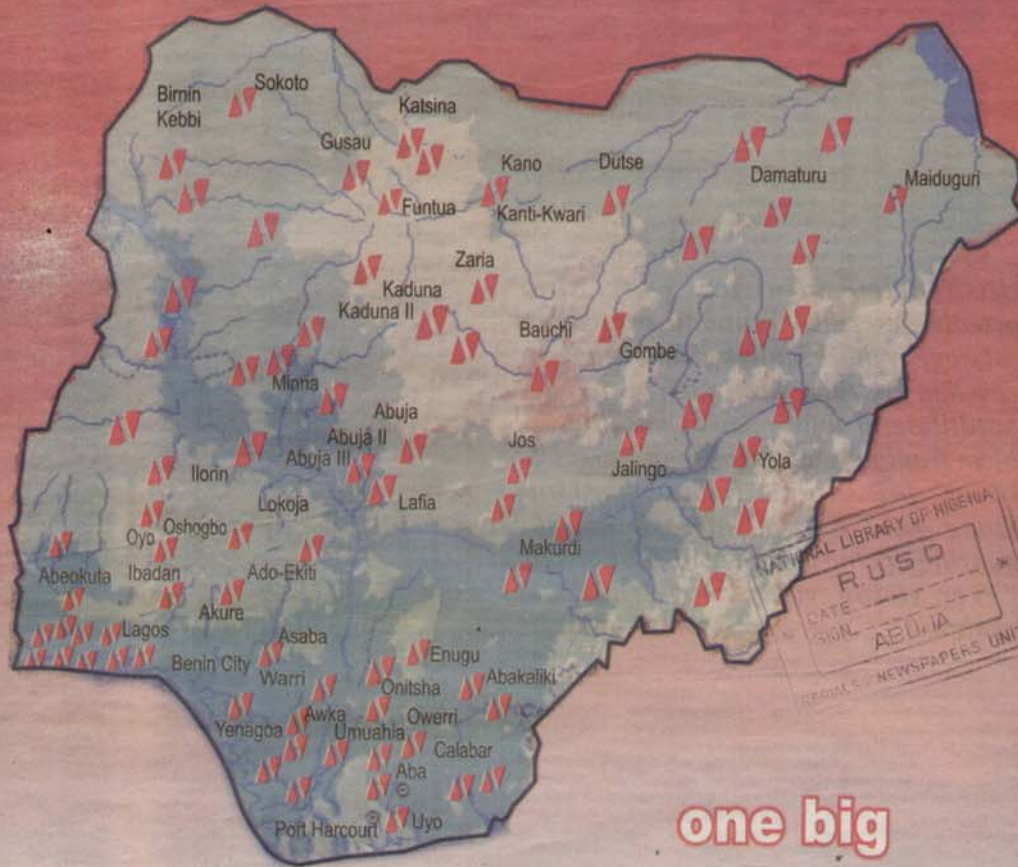 Sokoto
Birnin
Kebbi
Katsina
Gusau
Kano
Dutse
Damaturu
Maiduguri
Funtua
Kanti-Kwari
Zaria
Kaduna
Kaduna II
Bauchi
Gombe
Minna
Abuja
Abuja II
Abuja III
Jos
Jalingo
Yola
Ilorin
Lokoja
Lafia
Oyo
Oshogbo
Makurdi
Abeokuta
Ibadan
Ado-Ekiti
Akure
Lagos
Asaba
Benin City
Warri
Enugu
Onitsha
Abakaliki
Yenagoa
Awka
Owerri
Umuahia
Calabar
Aba
Port Harcourt
Uyo
NATIONAL LIBRARY OF NIGERIA
R.U.S D
DATE
SIGN
ABUJA
SERIALS / NEWSPAPERS UNIT
one big